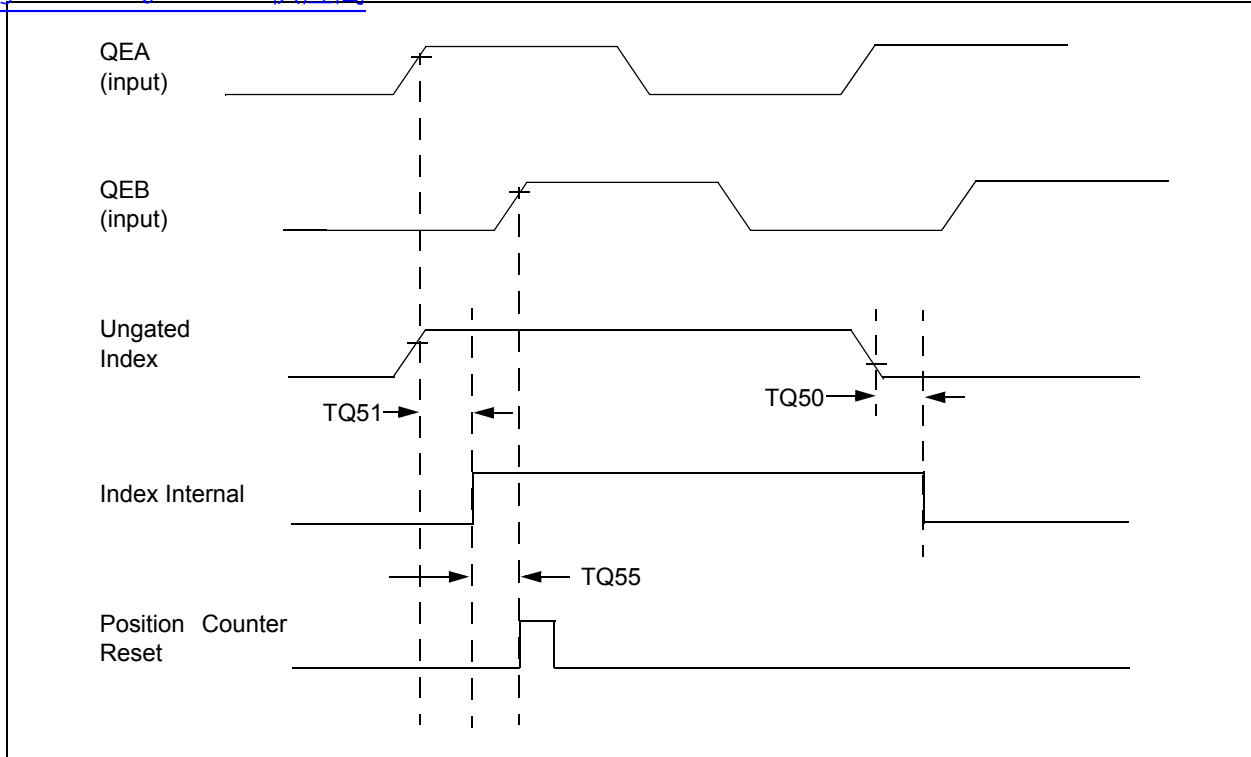 QEA
(input)
QEB
(input)
Ungated
Index
TQ51
TQ50
Index Internal
TQ55
Position Counter
Reset